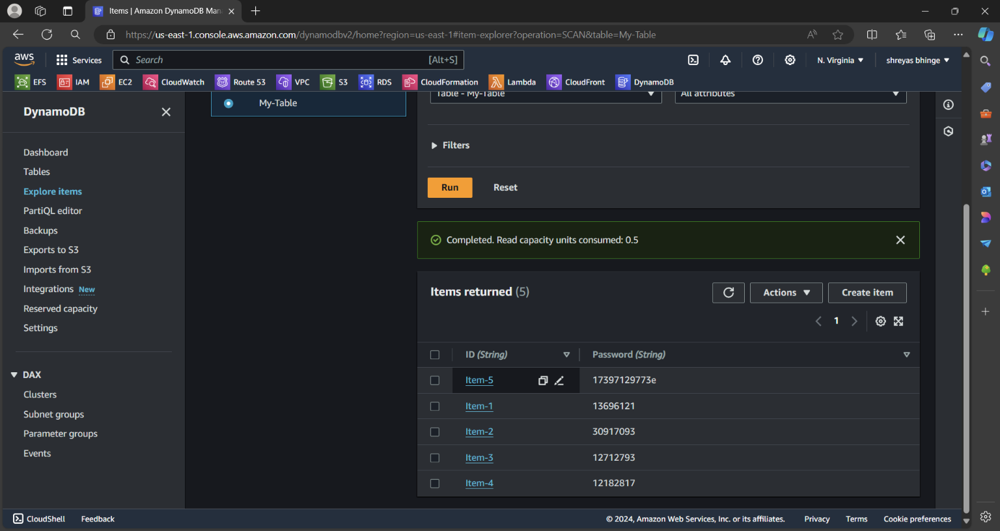 Items | Amazon DynamoDB Man
https://us-east-1.console.aws.amazon.com/dynamodbv2/home?region=us-east-1#item-explorer?operation=SCAN&table=My-Table
aws Services Search [Alt+S] N. Virginia shreyas bhinge
EFS IAM EC2 CloudWatch Route 53 VPC S3 RDS CloudFormation Lambda CloudFront DynamoDB
DynamoDB
Dashboard
Tables
Explore items
PartiQL editor
Backups
Exports to S3
Imports from S3
Integrations New
Reserved capacity
Settings
DAX
Clusters
Subnet groups
Parameter groups
Events
My-Table
Table - My-Table All attributes
Filters
Run Reset
Completed. Read capacity units consumed: 0.5
Items returned (5) Actions Create item
1
ID (String) Password (String)
Item-5 17397129773e
Item-1 13696121
Item-2 30917093
Item-3 12712793
Item-4 12182817
CloudShell Feedback © 2024, Amazon Web Services, Inc. or its affiliates. Privacy Terms Cookie preferences